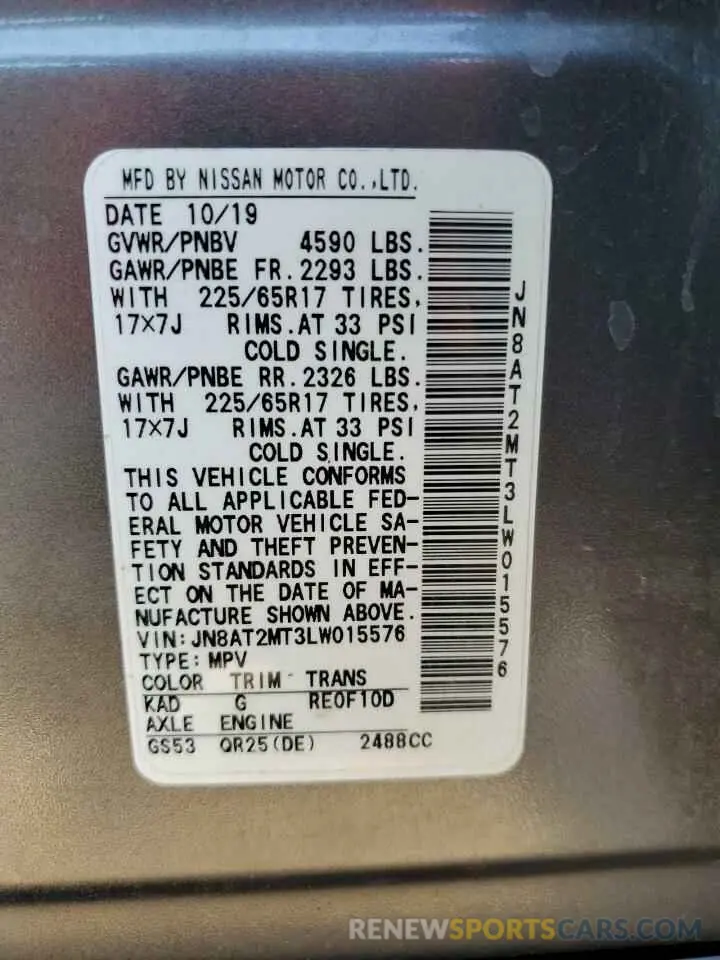 MFD BY NISSAN MOTOR CO.,LTD.
DATE 10/19
GVWR/PNBV 4590 LBS.
GAWR/PNBE FR. 2293 LBS.
WITH 225/65R17 TIRES,
17×7J RIMS. AT 33 PSI
COLD SINGLE.
GAWR/PNBE RR. 2326 LBS.
WITH 225/65R17 TIRES,
17×7J RIMS. AT 33 PSI
COLD SINGLE.
THIS VEHICLE CONFORMS
TO ALL APPLICABLE FED-
ERAL MOTOR VEHICLE SA-
FETY AND THEFT PREVEN-
TION STANDARDS IN EFF-
ECT ON THE DATE OF MA-
NUFACTURE SHOWN ABOVE.
VIN: JN8AT2MT3LW015576
TYPE: MPV
COLOR TRIM TRANS
KAD G RE0F10D
AXLE ENGINE
GS53 QR25(DE) 2488CC
JN8AT2MT3LW015576
RENEWSPORTSCARS.COM